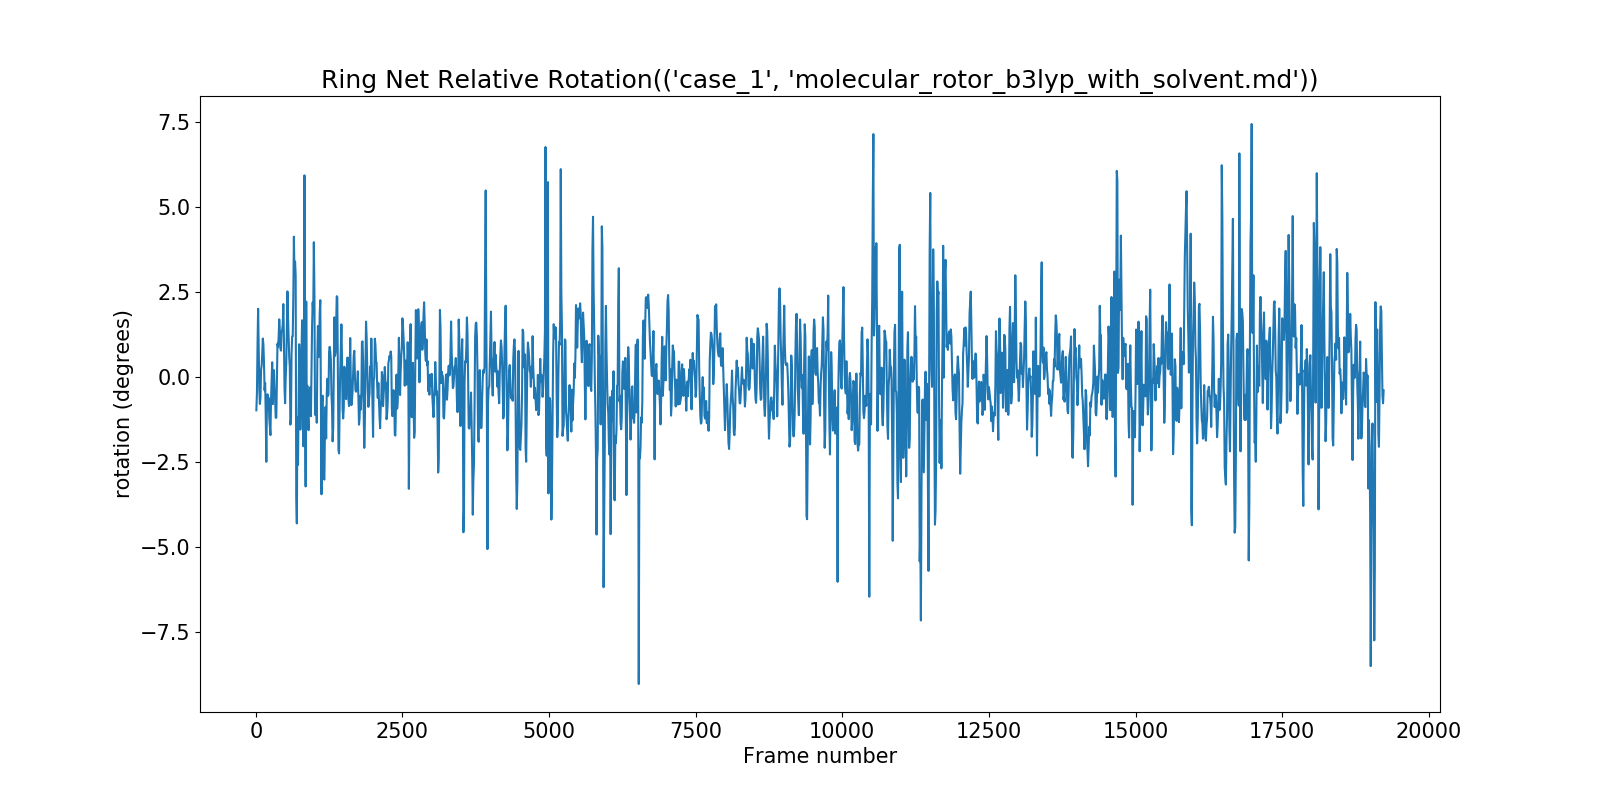 Ring Net Relative Rotation(('case_1', 'molecular_rotor_b3lyp_with_solvent.md'))
7.5
5.0
2.5
0.0
−2.5
−5.0
−7.5
rotation (degrees)
0 2500 5000 7500 10000 12500 15000 17500 20000
Frame number